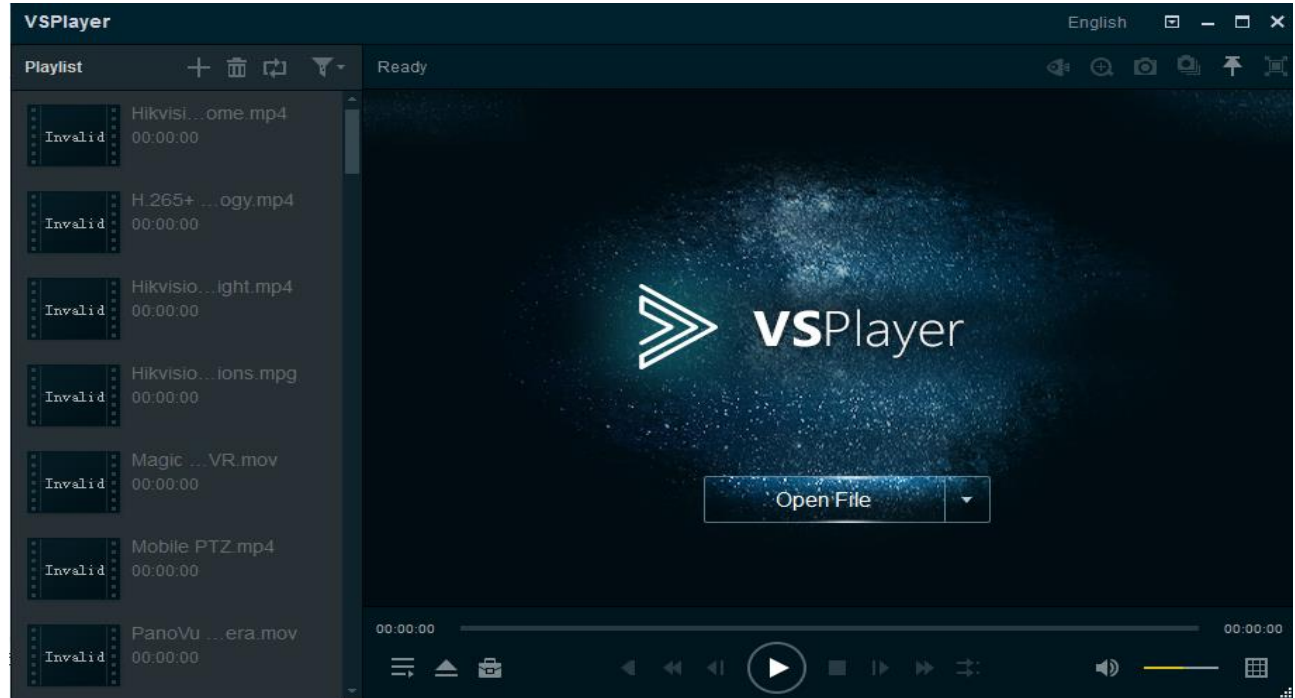 VSPlayer
English
Playlist
Ready
Invalid
Hikvisi...ome.mp4
00:00:00
Invalid
H.265+ ...ogy.mp4
00:00:00
Invalid
Hikvisio...ight.mp4
00:00:00
Invalid
Hikvisio...ions.mpg
00:00:00
Invalid
Magic ...VR.mov
00:00:00
Invalid
Mobile PTZ.mp4
00:00:00
Invalid
PanoVu ...era.mov
00:00:00
VSPlayer
Open File
00:00:00
00:00:00